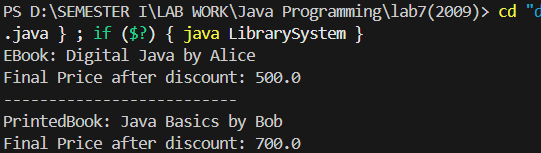 PS D:\SEMESTER I\LAB WORK\Java Programming\lab7(2009)> cd "d
.java } ; if ($?) { java LibrarySystem }
EBook: Digital Java by Alice
Final Price after discount: 500.0
--------------------------
PrintedBook: Java Basics by Bob
Final Price after discount: 700.0